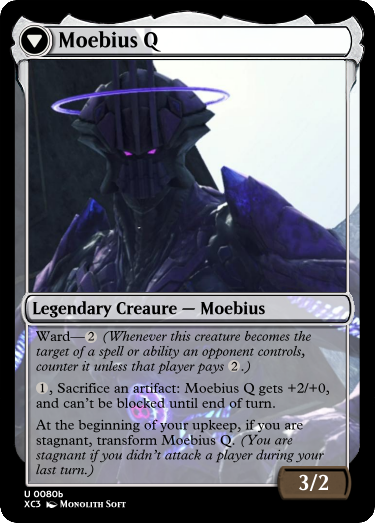 Moebius Q
Legendary Creaure — Moebius
Ward—2 (Whenever this creature becomes the
target of a spell or ability an opponent controls,
counter it unless that player pays 2.)
1, Sacrifice an artifact: Moebius Q gets +2/+0,
and can't be blocked until end of turn.
At the beginning of your upkeep, if you are
stagnant, transform Moebius Q. (You are
stagnant if you didn't attack a player during your
last turn.)
3/2
U 0080b
XC3 Monolith Soft